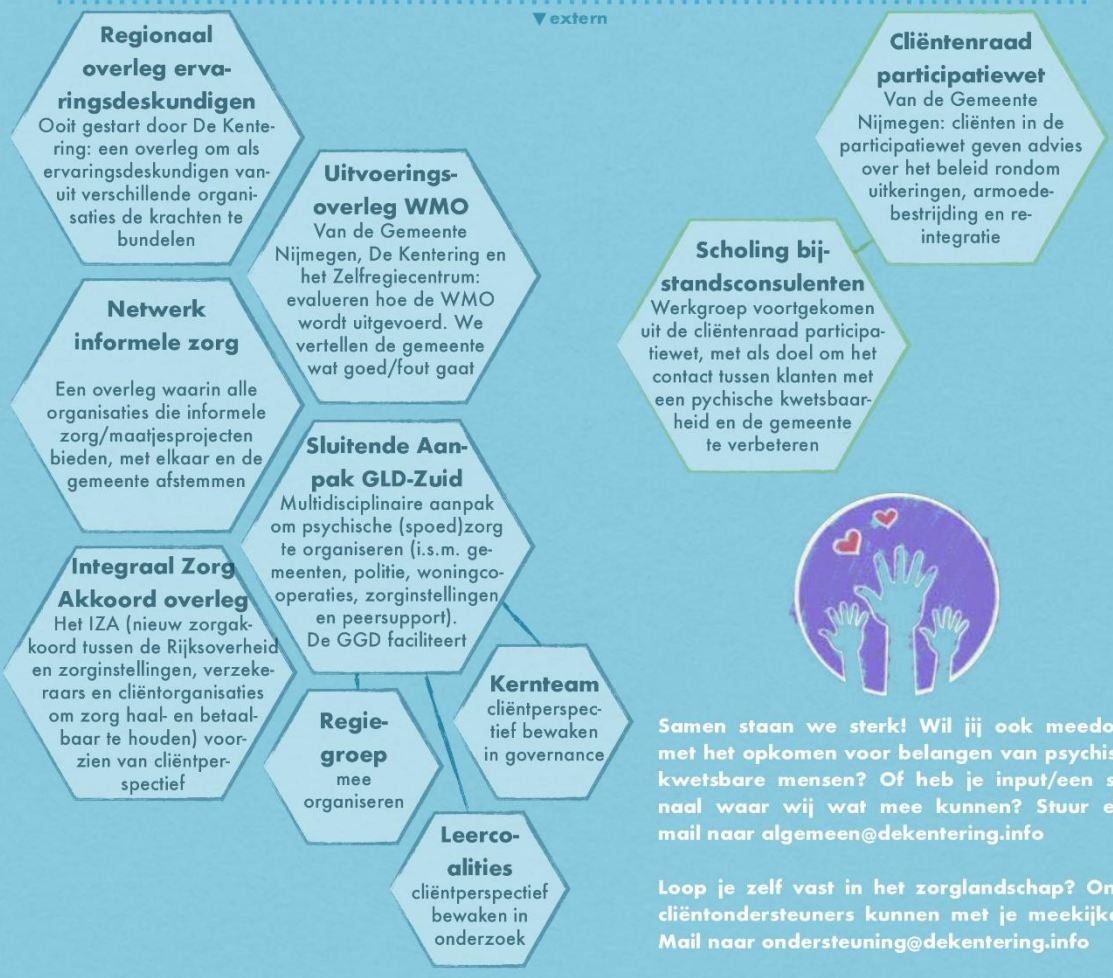 ▼ extern
Regionaal
overleg erva-
ringsdeskundigen
Ooit gestart door De Kente-
ring: een overleg om als
ervaringsdeskundigen van-
uit verschillende organi-
saties de krachten te
bundelen
Uitvoerings-
overleg WMO
Van de Gemeente
Nijmegen, De Kentering en
het Zelfregiecentrum:
evalueren hoe de WMO
wordt uitgevoerd. We
vertellen de gemeente
wat goed/fout gaat
Netwerk
informele zorg
Een overleg waarin alle
organisaties die informele
zorg/maatjesprojecten
bieden, met elkaar en de
gemeente afstemmen
Sluitende Aan-
pak GLD-Zuid
Multidisciplinaire aanpak
om psychische (spoed)zorg
te organiseren (i.s.m. ge-
meenten, politie, woningco-
operaties, zorginstellingen
en peersupport).
De GGD faciliteert
Integraal Zorg
Akkoord overleg
Het IZA (nieuw zorgak-
koord tussen de Rijksoverheid
en zorginstellingen, verzeke-
raars en cliëntorganisaties
om zorg haal- en betaal-
baar te houden) voor-
zien van cliëntper-
spectief
Regie-
groep
mee
organiseren
Kernteam
cliëntperspec-
tief bewaken
in governance
Leerco-
alities
cliëntperspectief
bewaken in
onderzoek
Cliëntenraad
participatiewet
Van de Gemeente
Nijmegen: cliënten in de
participatiewet geven advies
over het beleid rondom
uitkeringen, armoede-
bestrijding en re-
integratie
Scholing bij-
standsconsulenten
Werkgroep voortgekomen
uit de cliëntenraad participa-
tiewet, met als doel om het
contact tussen klanten met
een pychische kwetsbaar-
heid en de gemeente
te verbeteren
Samen staan we sterk! Wil jij ook meedo
met het opkomen voor belangen van psychis
kwetsbare mensen? Of heb je input/een s
naal waar wij wat mee kunnen? Stuur e
mail naar algemeen@dekentering.info
Loop je zelf vast in het zorglandschap? On
cliëntondersteuners kunnen met je meekijke
Mail naar ondersteuning@dekentering.info